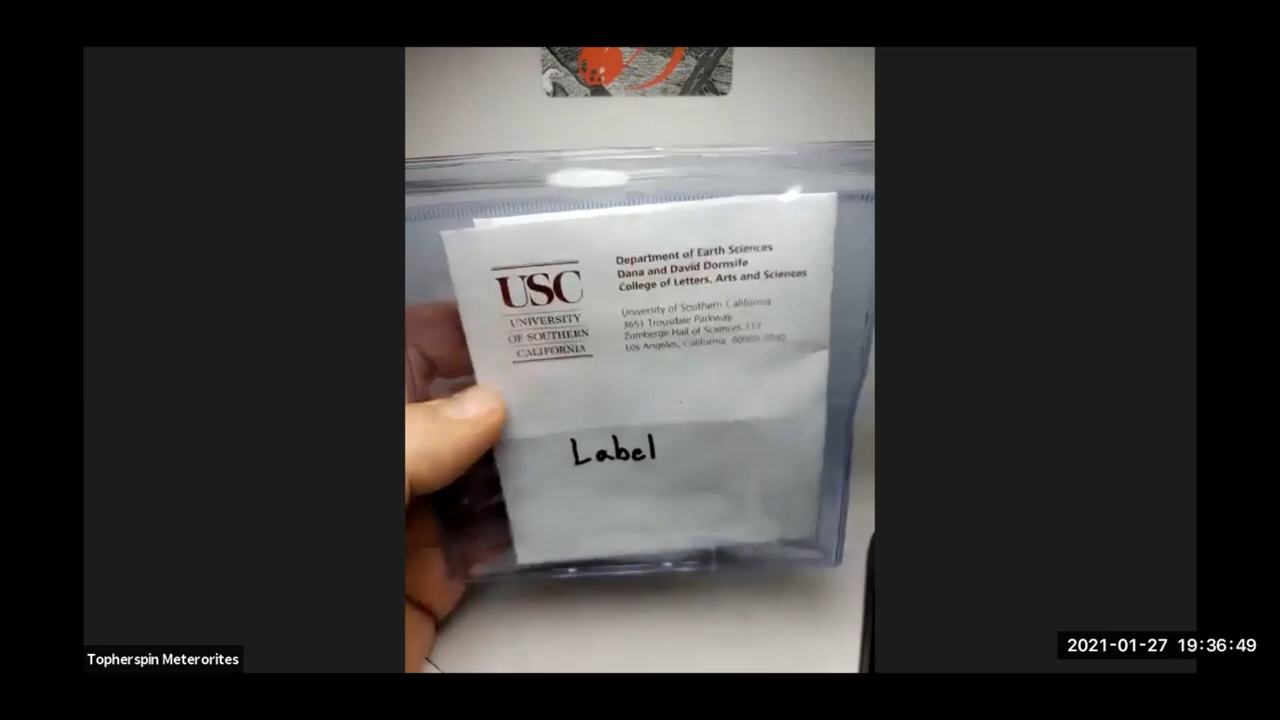 USC
UNIVERSITY
OF SOUTHERN
CALIFORNIA
Department of Earth Sciences
Dana and David Dornsife
College of Letters, Arts and Sciences
University of Southern California
3651 Trousdale Parkway
Zumberge Hall of Sciences 117
Los Angeles, California
Label
Topherspin Meterorites
2021-01-27 19:36:49